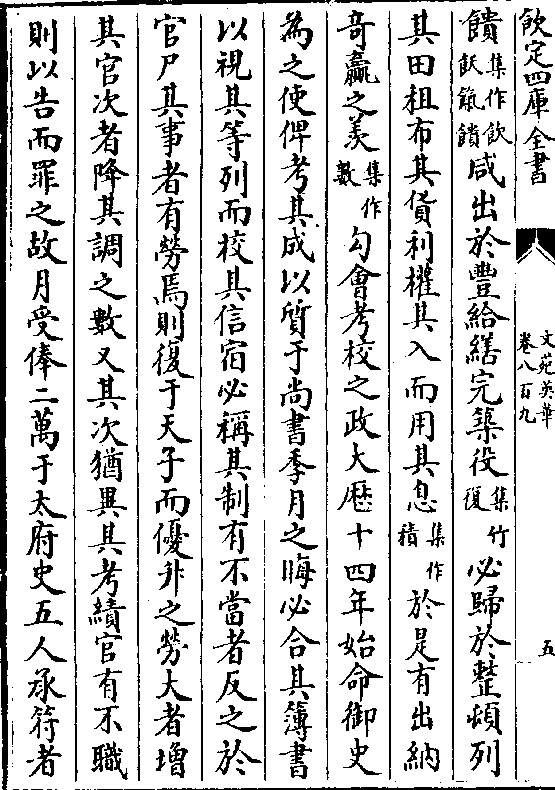 欽定四庫全書
文苑英華
卷八百九
五
饋集作飲飫餼饋咸出於豐給繕完築役集竹復必歸於整頓列
其田租布其貨利權其入而用其息集作積於是有出納
奇贏之羨集作數勾會考校之政大厯十四年始命御史
為之使俾考其成以質于尚書季月之晦必合其簿書
以視其等列而校其信宿必稱其制有不當者反之於
官尸其事者有勞焉則復于天子而優升之勞大者增
其官次者降其調之數又其次猶異其考績官有不職
則以告而罪之故月受俸二萬于太府史五人承符者